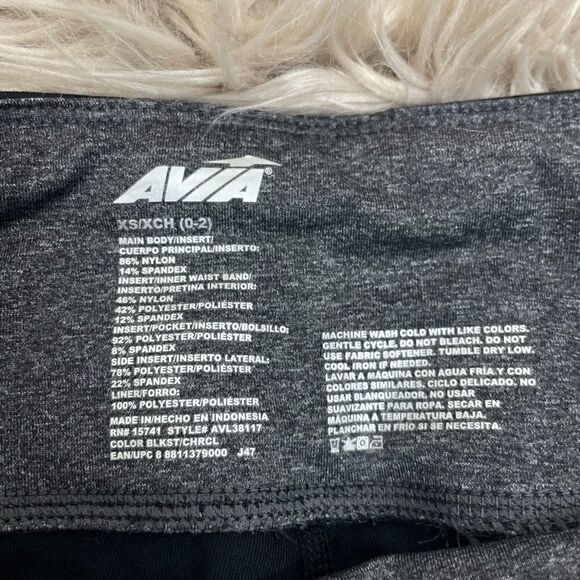 AVIA®
XS/XCH (0-2)
MAIN BODY/INSERT/
CUERPO PRINCIPAL/INSERTO:
86% NYLON
14% SPANDEX
INSERT/INNER WAIST BAND/
INSERTO/PRETINA INTERIOR:
46% NYLON
42% POLYESTER/POLIÉSTER
12% SPANDEX
INSERT/POCKET/INSERTO/BOLSILLO:
92% POLYESTER/POLIÉSTER
8% SPANDEX
SIDE INSERT/INSERTO LATERAL:
78% POLYESTER/POLIÉSTER
22% SPANDEX
LINER/FORRO:
100% POLYESTER/POLIÉSTER
MADE IN/HECHO EN INDONESIA
RN# 15741 STYLE# AVL38117
COLOR BLKST/CHRCL
EAN/UPC 8 8811379000 J47
MACHINE WASH COLD WITH LIKE COLORS.
GENTLE CYCLE. DO NOT BLEACH. DO NOT
USE FABRIC SOFTENER. TUMBLE DRY LOW.
COOL IRON IF NEEDED.
LAVAR A MÁQUINA CON AGUA FRÍA Y CON
COLORES SIMILARES. CICLO DELICADO. NO
USAR BLANQUEADOR. NO USAR
SUAVIZANTE PARA ROPA. SECAR EN
MÁQUINA A TEMPERATURA BAJA.
PLANCHAR EN FRÍO SI SE NECESITA.